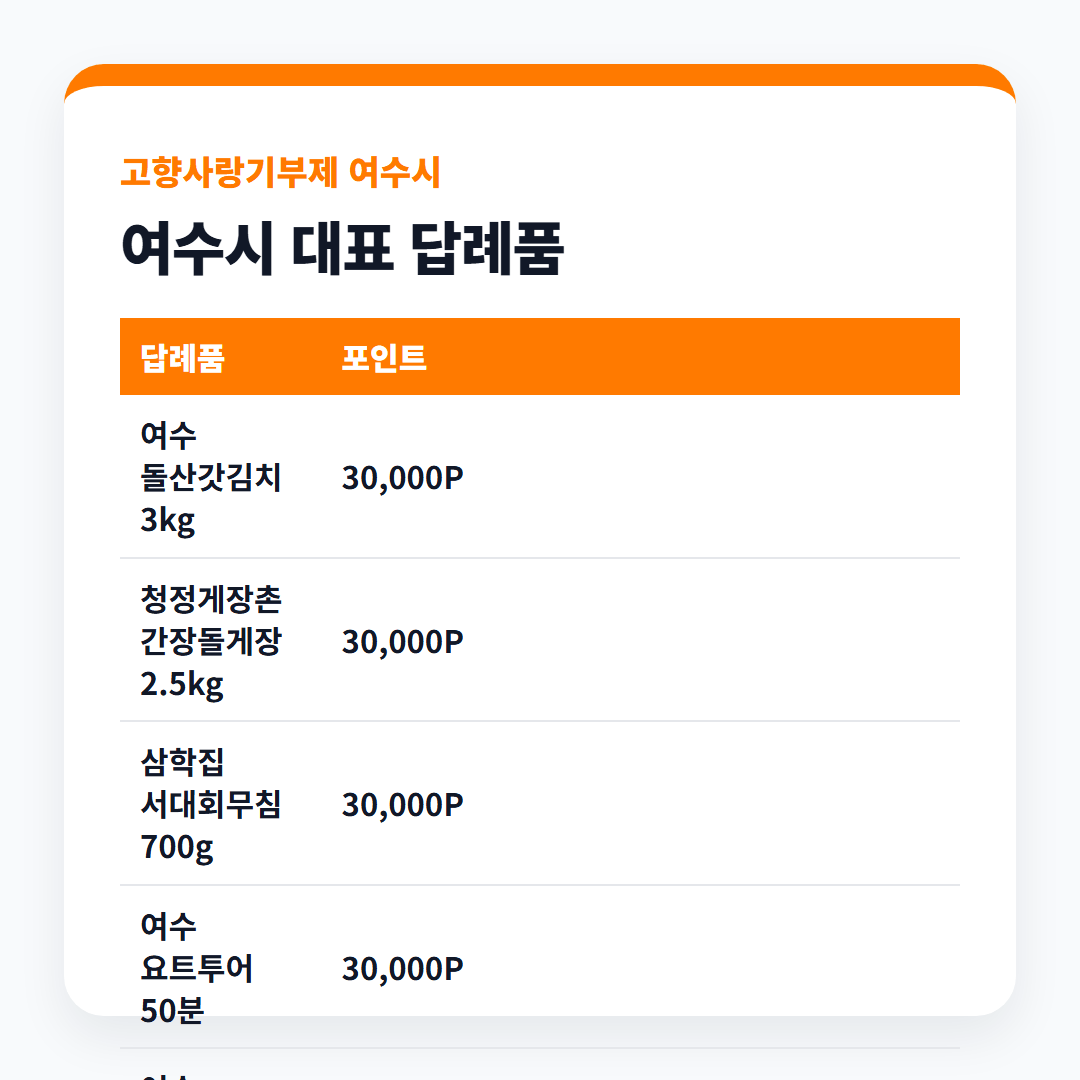 고향사랑기부제 여수시
여수시 대표 답례품
답례품 포인트
여수
돌산갓김치 30,000P
3kg
청정게장촌
간장돌게장 30,000P
2.5kg
삼학집
서대회무침 30,000P
700g
여수
요트투어 30,000P
50분